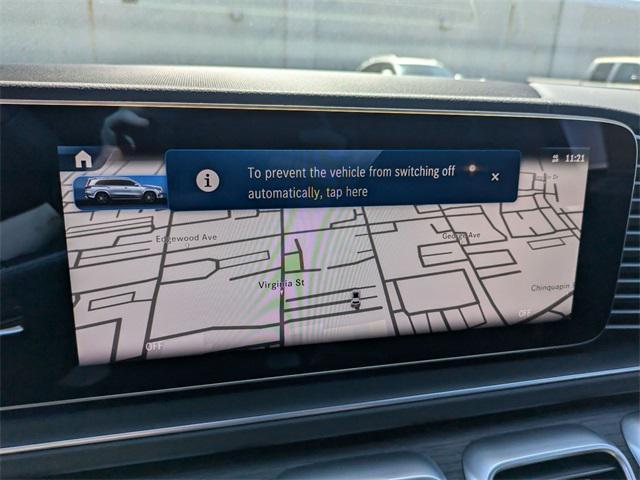 To prevent the vehicle from switching off
automatically, tap here
11:21
Edgewood Ave
George Ave
Virginia St
Chinquapin
OFF
OFF